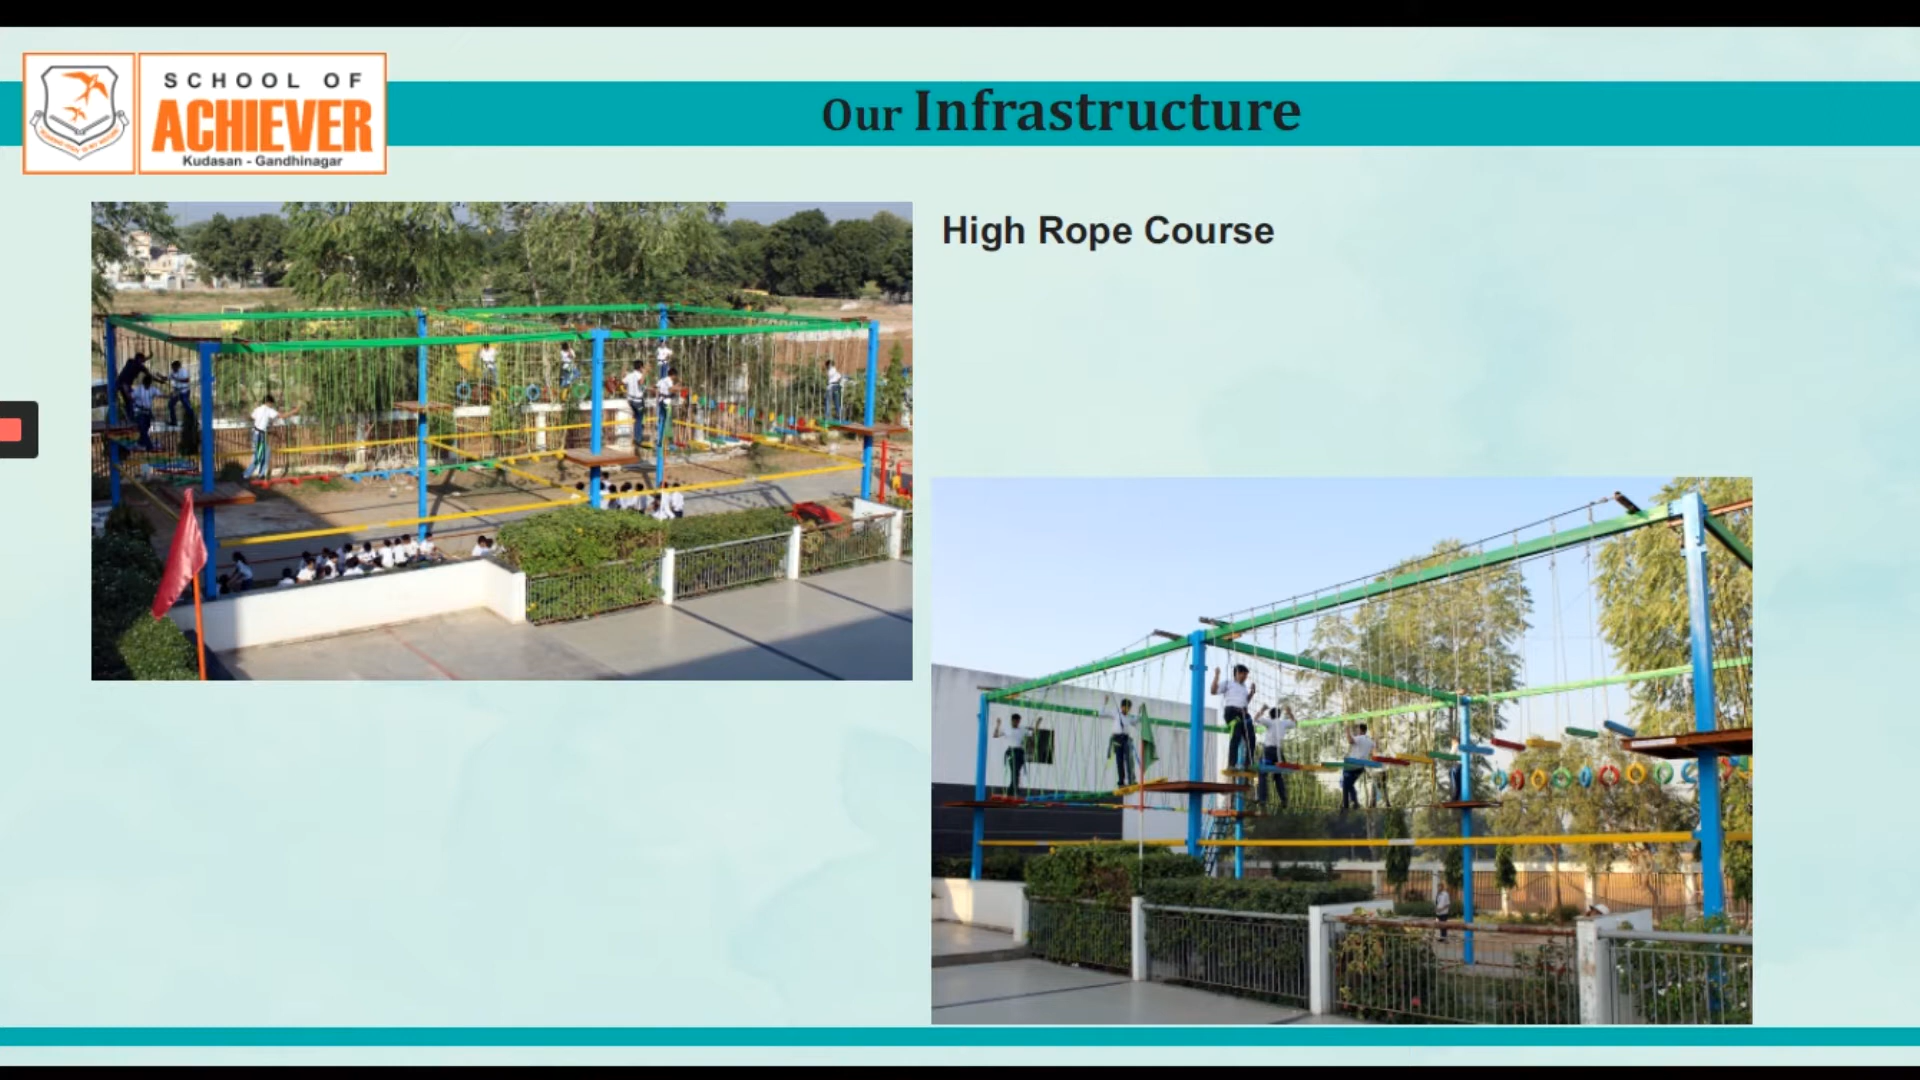 SCHOOL OF
ACHIEVER
Kudasan - Gandhinagar
Our Infrastructure
High Rope Course